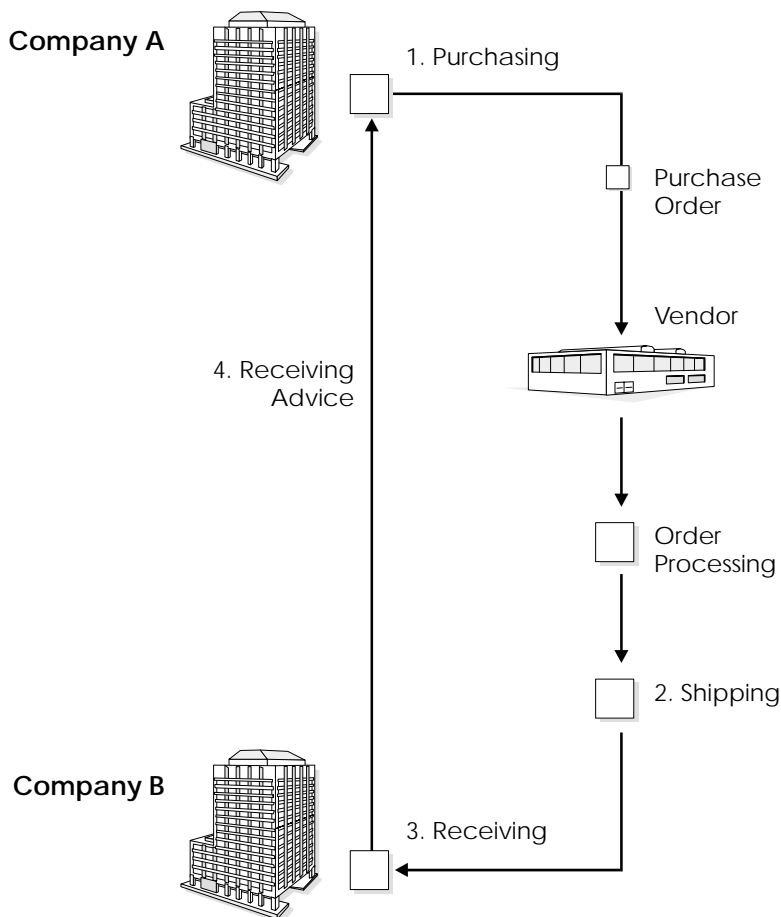 Company A
1. Purchasing
Purchase
Order
Vendor
4. Receiving
Advice
Order
Processing
2. Shipping
Company B
3. Receiving